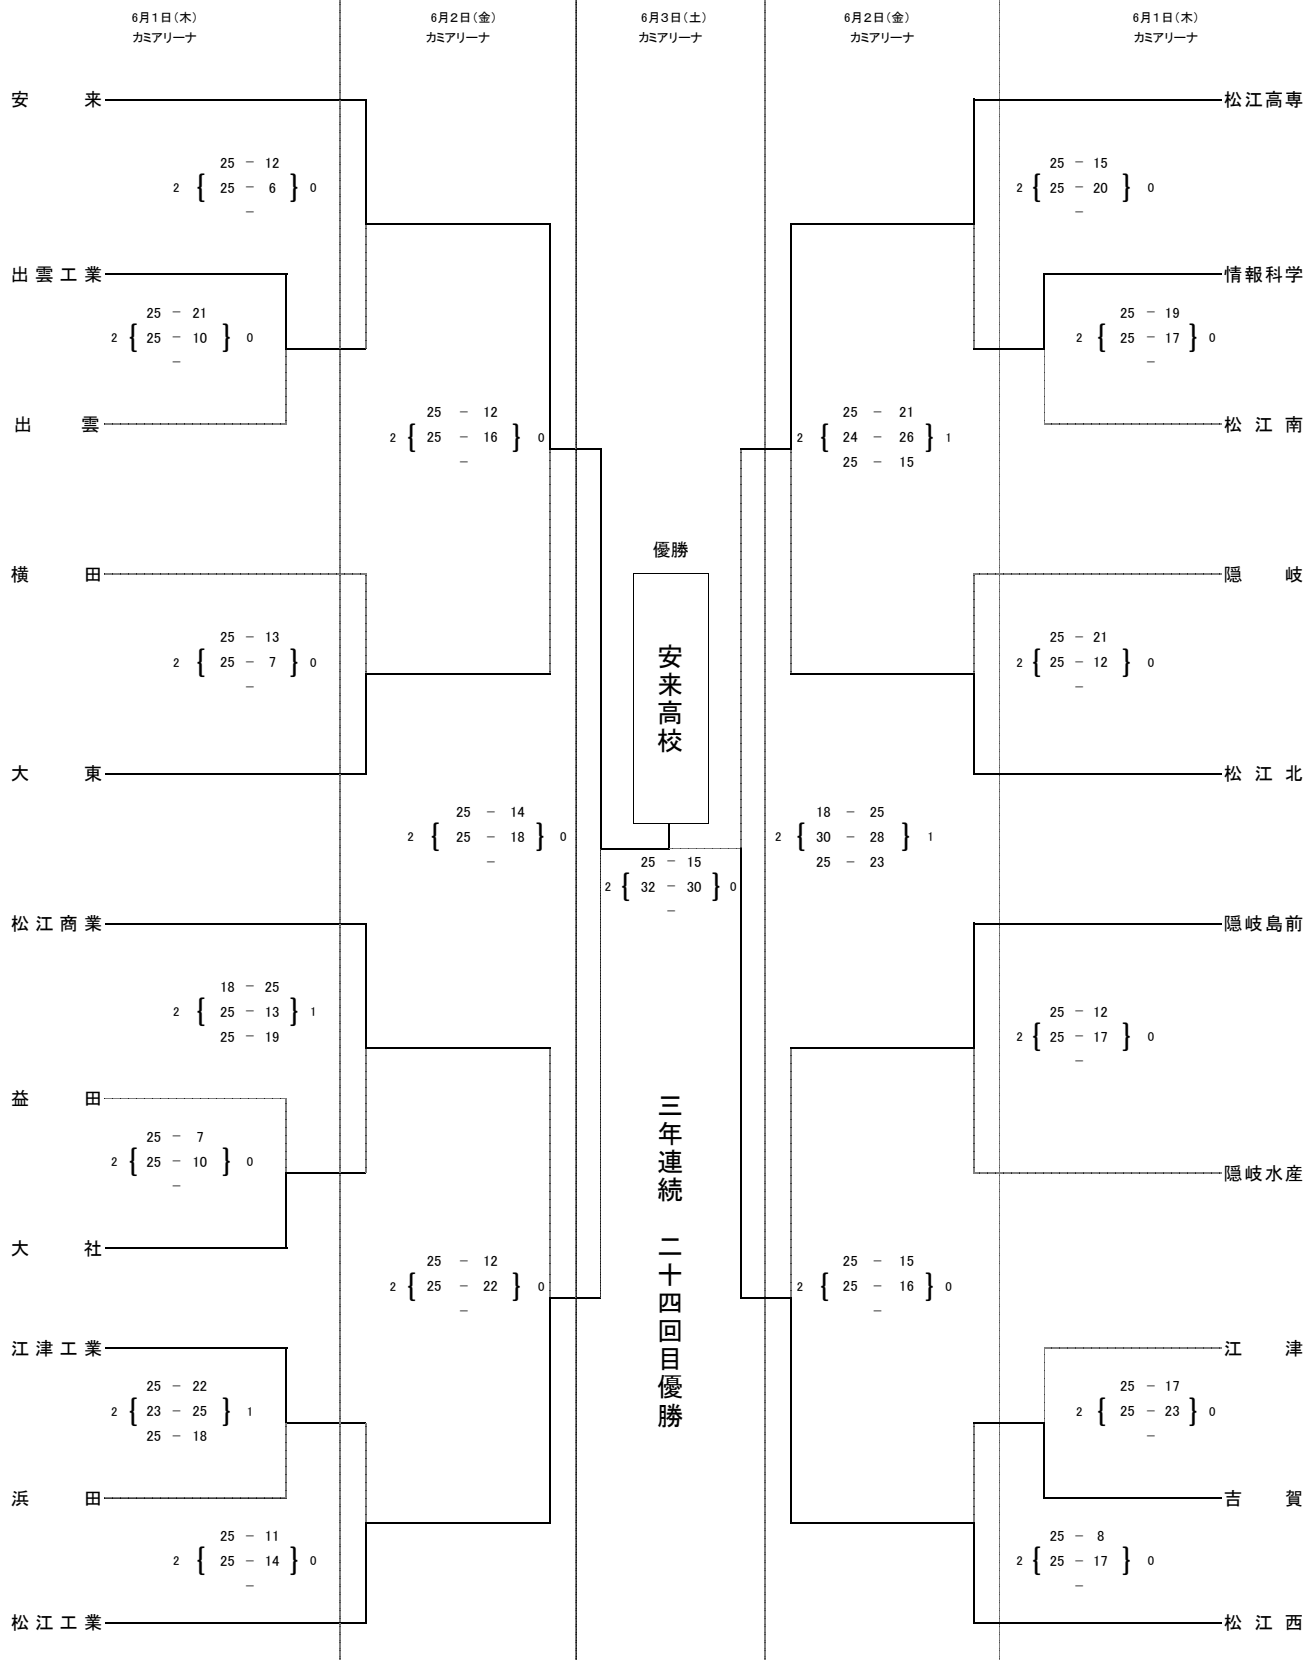 6月1日(木)
カミアリーナ
6月2日(金)
カミアリーナ
6月3日(土)
カミアリーナ
6月2日(金)
カミアリーナ
6月1日(木)
カミアリーナ
安来
25 － 12
2 { 25 － 6 } 0
－
出雲工業
25 － 21
2 { 25 － 10 } 0
－
出雲
25 － 12
2 { 25 － 16 } 0
－
横田
25 － 13
2 { 25 － 7 } 0
－
大東
25 － 14
2 { 25 － 18 } 0
－
松江商業
18 － 25
2 { 25 － 13 } 1
25 － 19
益田
25 － 7
2 { 25 － 10 } 0
－
大社
25 － 12
2 { 25 － 22 } 0
－
江津工業
25 － 22
2 { 23 － 25 } 1
25 － 18
浜田
25 － 11
2 { 25 － 14 } 0
－
松江工業
優勝
安来高校
25 － 15
2 { 32 － 30 } 0
－
三年連続　二十四回目優勝
松江高専
25 － 15
2 { 25 － 20 } 0
－
情報科学
25 － 19
2 { 25 － 17 } 0
－
松江南
25 － 21
2 { 24 － 26 } 1
25 － 15
隠岐
25 － 21
2 { 25 － 12 } 0
－
松江北
18 － 25
2 { 30 － 28 } 1
25 － 23
隠岐島前
25 － 12
2 { 25 － 17 } 0
－
隠岐水産
25 － 15
2 { 25 － 16 } 0
－
江津
25 － 17
2 { 25 － 23 } 0
－
吉賀
25 － 8
2 { 25 － 17 } 0
－
松江西